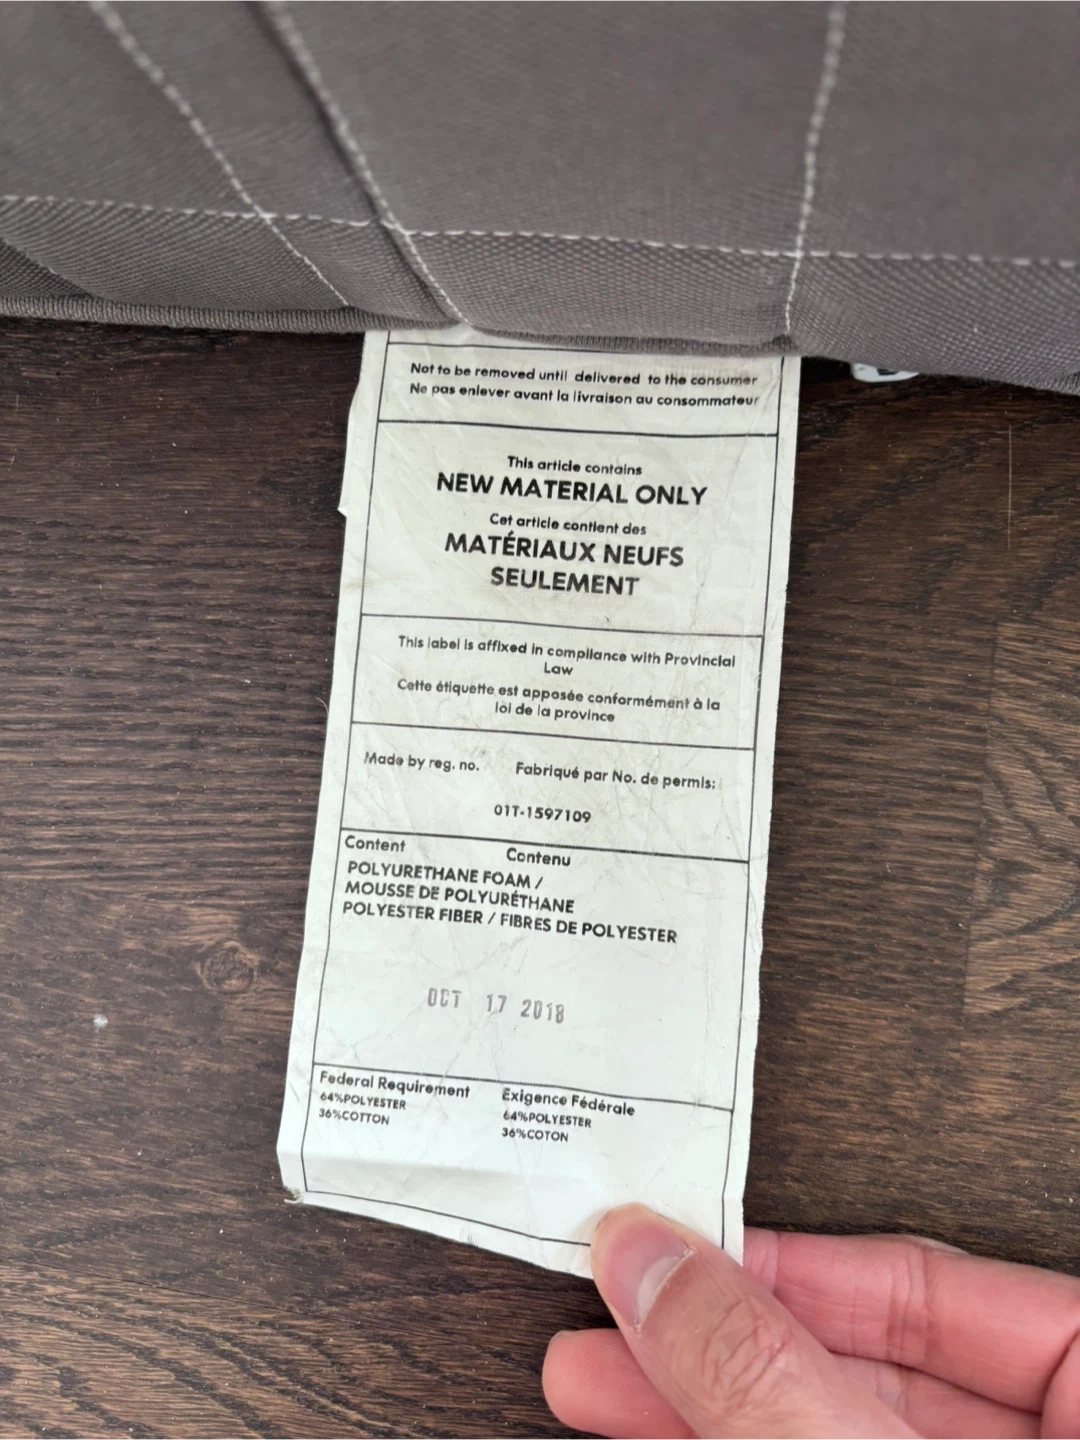 Not to be removed until delivered to the consumer
Ne pas enlever avant la livraison au consommateur
This article contains
NEW MATERIAL ONLY
Cet article contient des
MATÉRIAUX NEUFS
SEULEMENT
This label is affixed in compliance with Provincial
Law
Cette étiquette est apposée conformément à la
loi de la province
Made by reg. no. Fabriqué par No. de permis:
01T-1597109
Content Contenu
POLYURETHANE FOAM /
MOUSSE DE POLYURÉTHANE
POLYESTER FIBER / FIBRES DE POLYESTER
OCT 17 2018
Federal Requirement Exigence Fédérale
64%POLYESTER 64%POLYESTER
36%COTTON 36%COTON